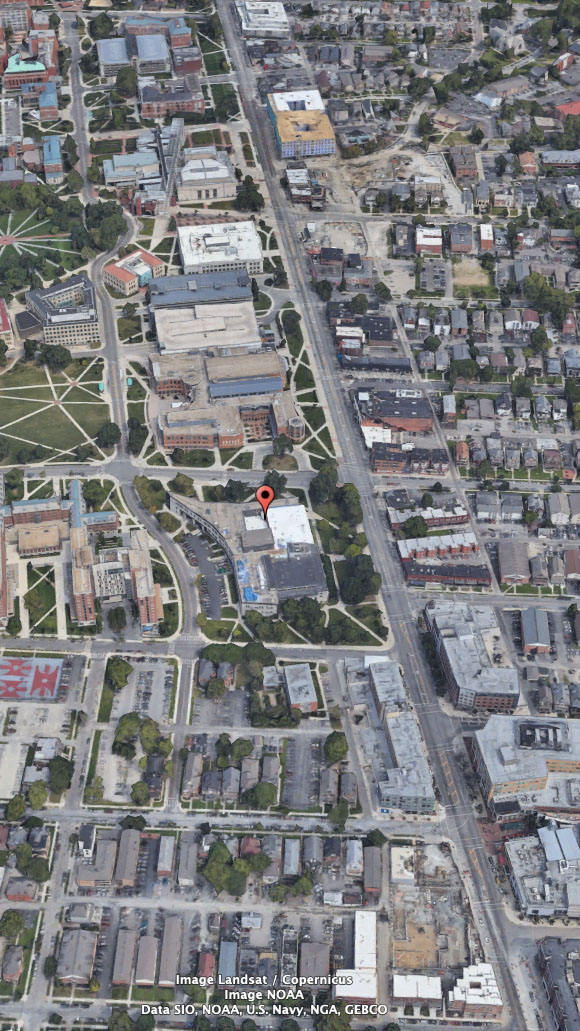 Image Landsat / Copernicus
Image NOAA
Data SIO, NOAA, U.S. Navy, NGA, GEBCO